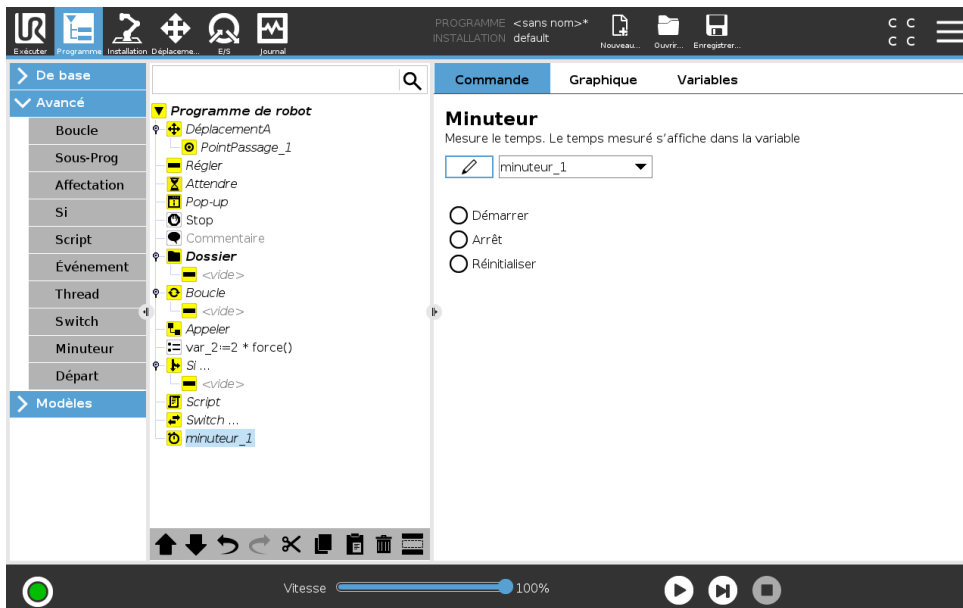 UR
Exécuter
Programme
Installation
Déplaceme...
E/S
Journal
PROGRAMME <sans nom>*
INSTALLATION default
Nouveau...
Ouvrir...
Enregistrer...
C C
C C
De base
Avancé
Boucle
Sous-Prog
Affectation
Si
Script
Événement
Thread
Switch
Minuteur
Départ
Modèles
Programme de robot
DéplacementA
PointPassage_1
Régler
Attendre
Pop-up
Stop
Commentaire
Dossier
<vide>
Boucle
<vide>
Appeler
var_2:=2 * force()
Si ...
<vide>
Script
Switch ...
minuteur_1
Commande
Graphique
Variables
Minuteur
Mesure le temps. Le temps mesuré s’affiche dans la variable
minuteur_1
Démarrer
Arrêt
Réinitialiser
Vitesse
100%